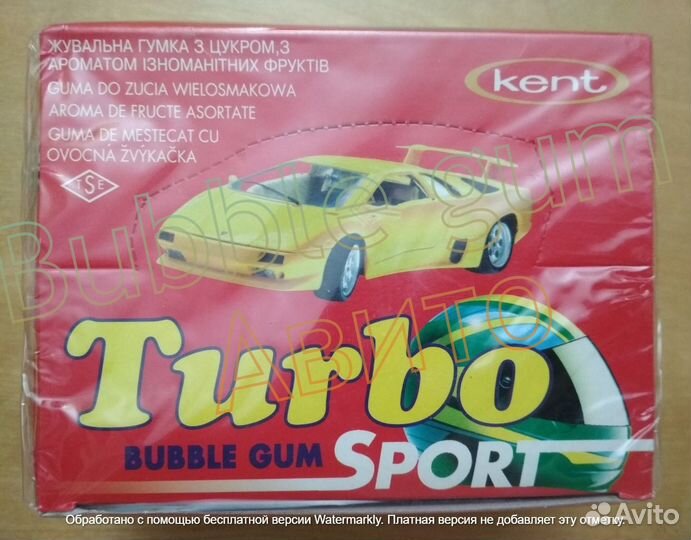 ЖУВАЛЬНА ГУМКА З ЦУКРОМ,З
АРОМАТОМ ІЗНОМАНІТНИХ ФРУКТІВ
GUMA DO ZUCIA WIELOSMAKOWA
AROMA DE FRUCTE ASORTATE
GUMA DE MESTECAT CU
OVOCNÁ ŽVÝKAČKA
TSE
kent
Bubble gum
Авито
Turbo
BUBBLE GUM SPORT
Обработано с помощью бесплатной версии Watermarkly. Платная версия не добавляет эту отметку.
Avito